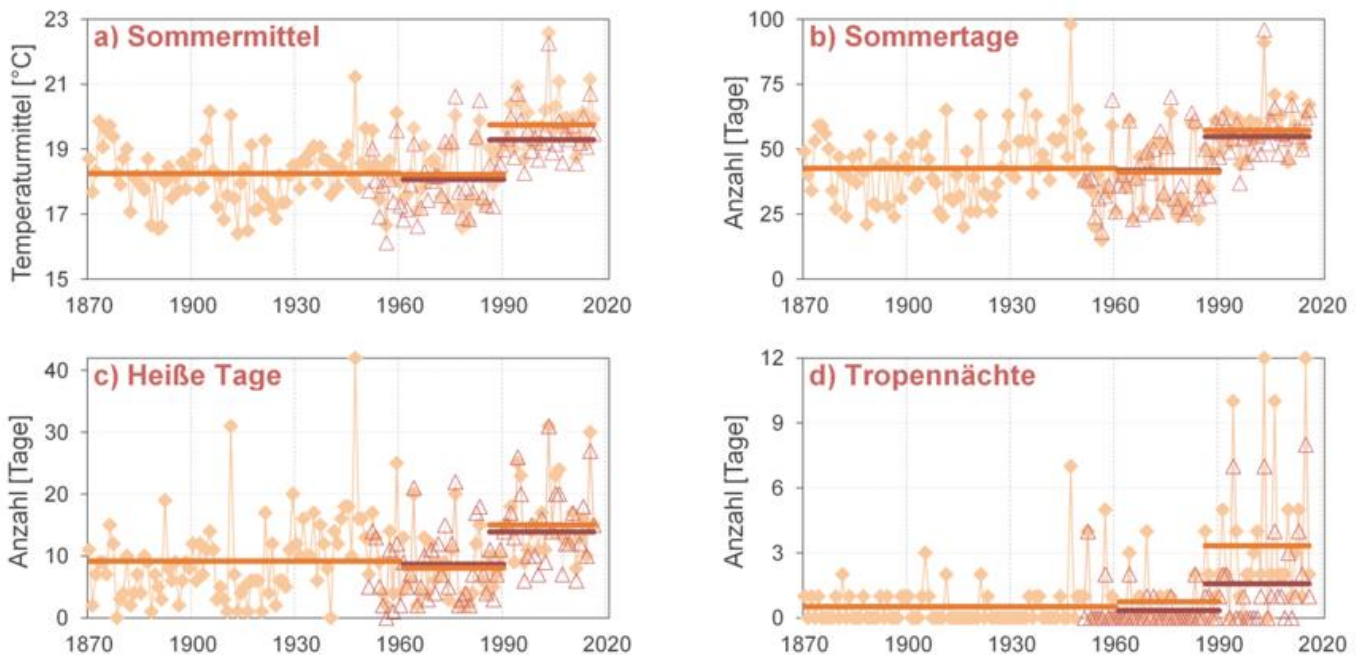 a) Sommermittel
Temperaturmittel [°C]
23
21
19
17
15
1870 1900 1930 1960 1990 2020
b) Sommertage
Anzahl [Tage]
100
75
50
25
0
1870 1900 1930 1960 1990 2020
c) Heiße Tage
Anzahl [Tage]
40
30
20
10
0
1870 1900 1930 1960 1990 2020
d) Tropennächte
Anzahl [Tage]
12
9
6
3
0
1870 1900 1930 1960 1990 2020